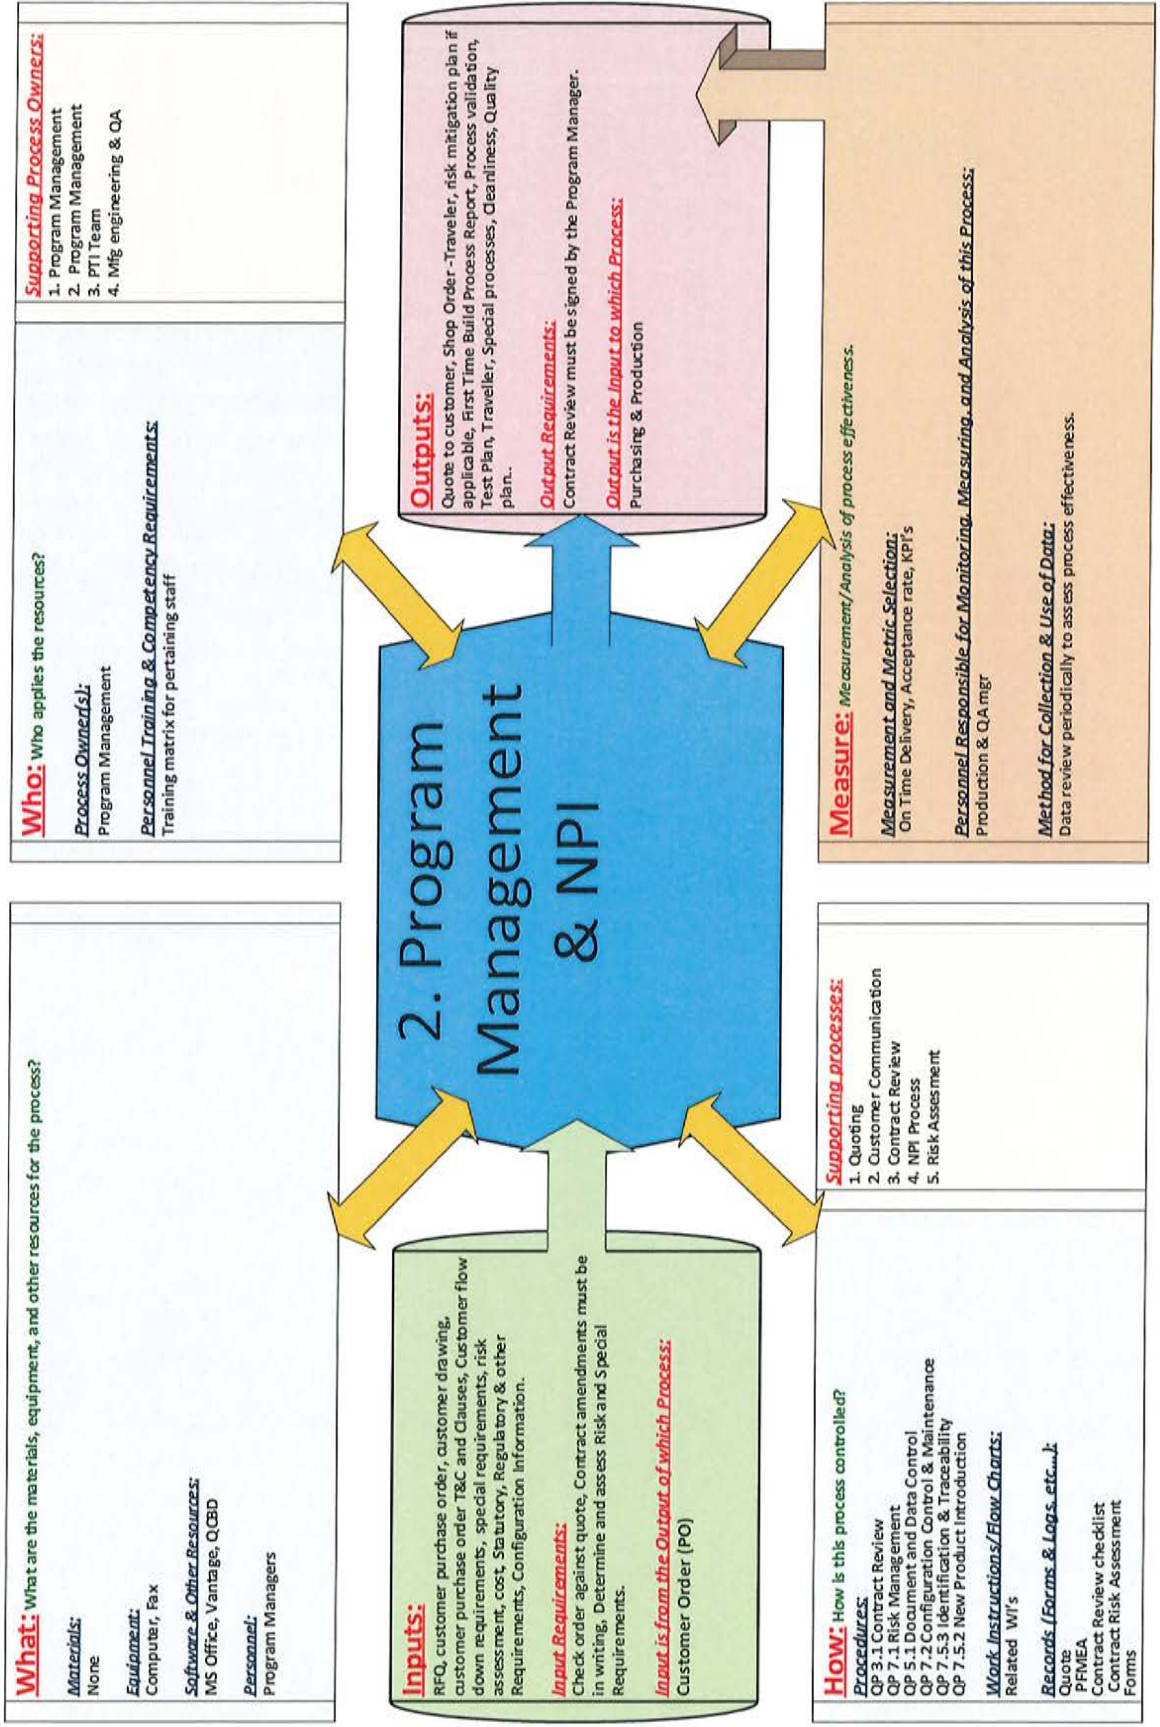 What: What are the materials, equipment, and other resources for the process?
Materials:
None
Equipment:
Computer, Fax
Software & Other Resources:
MS Office, Vantage, QCBD
Personnel:
Program Managers
Who: Who applies the resources?
Process Owner(s):
Program Management
Personnel Training & Competency Requirements:
Training matrix for pertaining staff
Supporting Process Owners:
1. Program Management
2. Program Management
3. PTI Team
4. Mfg engineering & QA
Inputs:
RFQ, customer purchase order, customer drawing,
customer purchase order T&C and Clauses, Customer flow
down requirements, special requirements, risk
assessment, cost, Statutory, Regulatory & other
Requirements, Configuration Information.
Input Requirements:
Check order against quote, Contract amendments must be
in writing, Determine and assess Risk and Special
Requirements.
Input is from the Output of which Process:
Customer Order (PO)
2. Program
Management
& NPI
Outputs:
Quote to customer, Shop Order -Traveler, risk mitigation plan if
applicable, First Time Build Process Report, Process validation,
Test Plan, Traveller, Special processes, Cleanliness, Quality
plan..
Output Requirements:
Contract Review must be signed by the Program Manager.
Output is the Input to which Process:
Purchasing & Production
How: How is this process controlled?
Procedures:
QP 3.1 Contract Review
QP 7.1 Risk Management
QP 5.1 Document and Data Control
QP 7.2 Configuration Control & Maintenance
QP 7.5.3 Identification & Traceability
QP 7.5.2 New Product Introduction
Work Instructions/Flow Charts:
Related WI's
Records (Forms & Logs, etc...):
Quote
PFMEA
Contract Review checklist
Contract Risk Assessment
Forms
Supporting processes:
1. Quoting
2. Customer Communication
3. Contract Review
4. NPI Process
5. Risk Assesment
Measure: Measurement/Analysis of process effectiveness.
Measurement and Metric Selection:
On Time Delivery, Acceptance rate, KPI's
Personnel Responsible for Monitoring, Measuring, and Analysis of this Process:
Production & QA mgr
Method for Collection & Use of Data:
Data review periodically to assess process effectiveness.